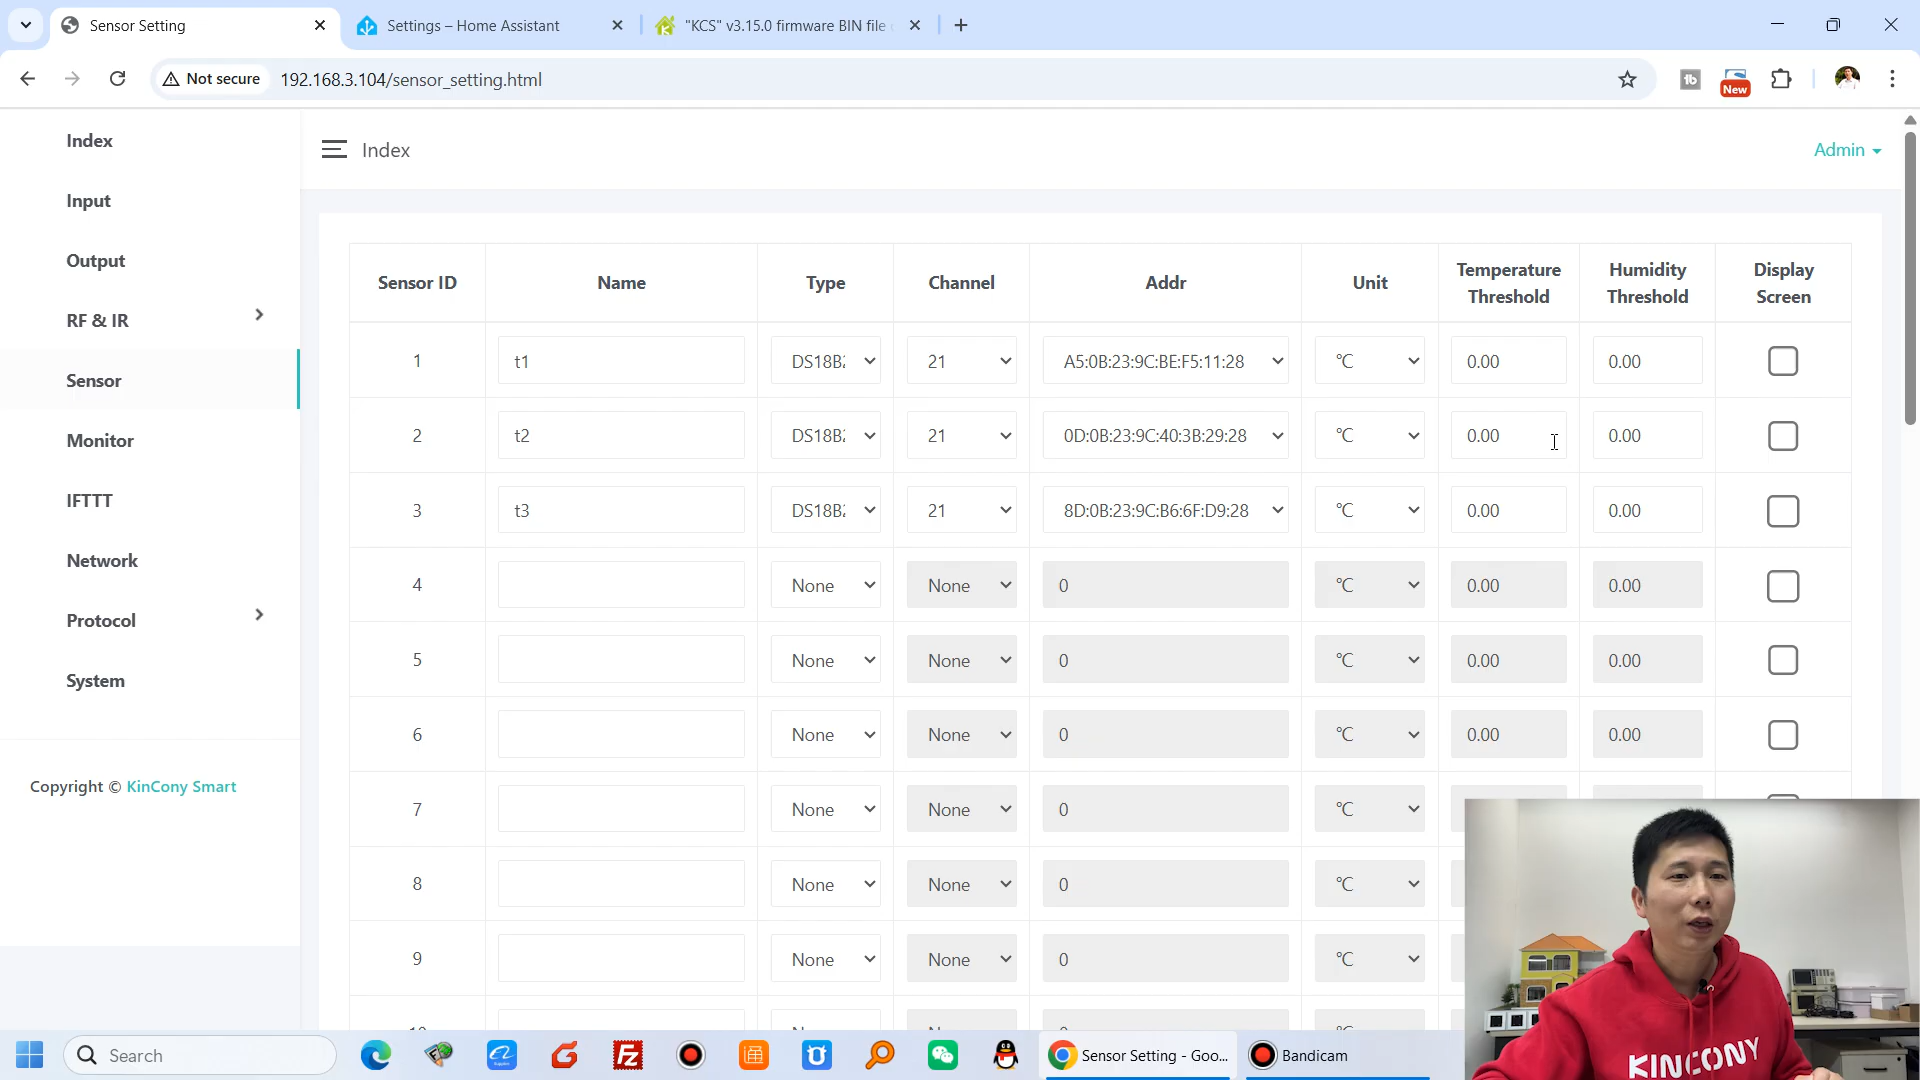 Sensor Setting
Settings – Home Assistant
"KCS" v3.15.0 firmware BIN file
Not secure
192.168.3.104/sensor_setting.html
New
Index
Input
Output
RF & IR
Sensor
Monitor
IFTTT
Network
Protocol
System
Copyright © KinCony Smart
Index
Admin
Sensor ID Name Type Channel Addr Unit Temperature Threshold Humidity Threshold Display Screen
1 t1 DS18B2 21 A5:0B:23:9C:BE:F5:11:28 °C 0.00 0.00
2 t2 DS18B2 21 0D:0B:23:9C:40:3B:29:28 °C 0.00 0.00
3 t3 DS18B2 21 8D:0B:23:9C:B6:6F:D9:28 °C 0.00 0.00
4 None None 0 °C 0.00 0.00
5 None None 0 °C 0.00 0.00
6 None None 0 °C 0.00 0.00
7 None None 0 °C
8 None None 0 °C
9 None None 0 °C
KINCONY
Search
Sensor Setting - Goo...
Bandicam